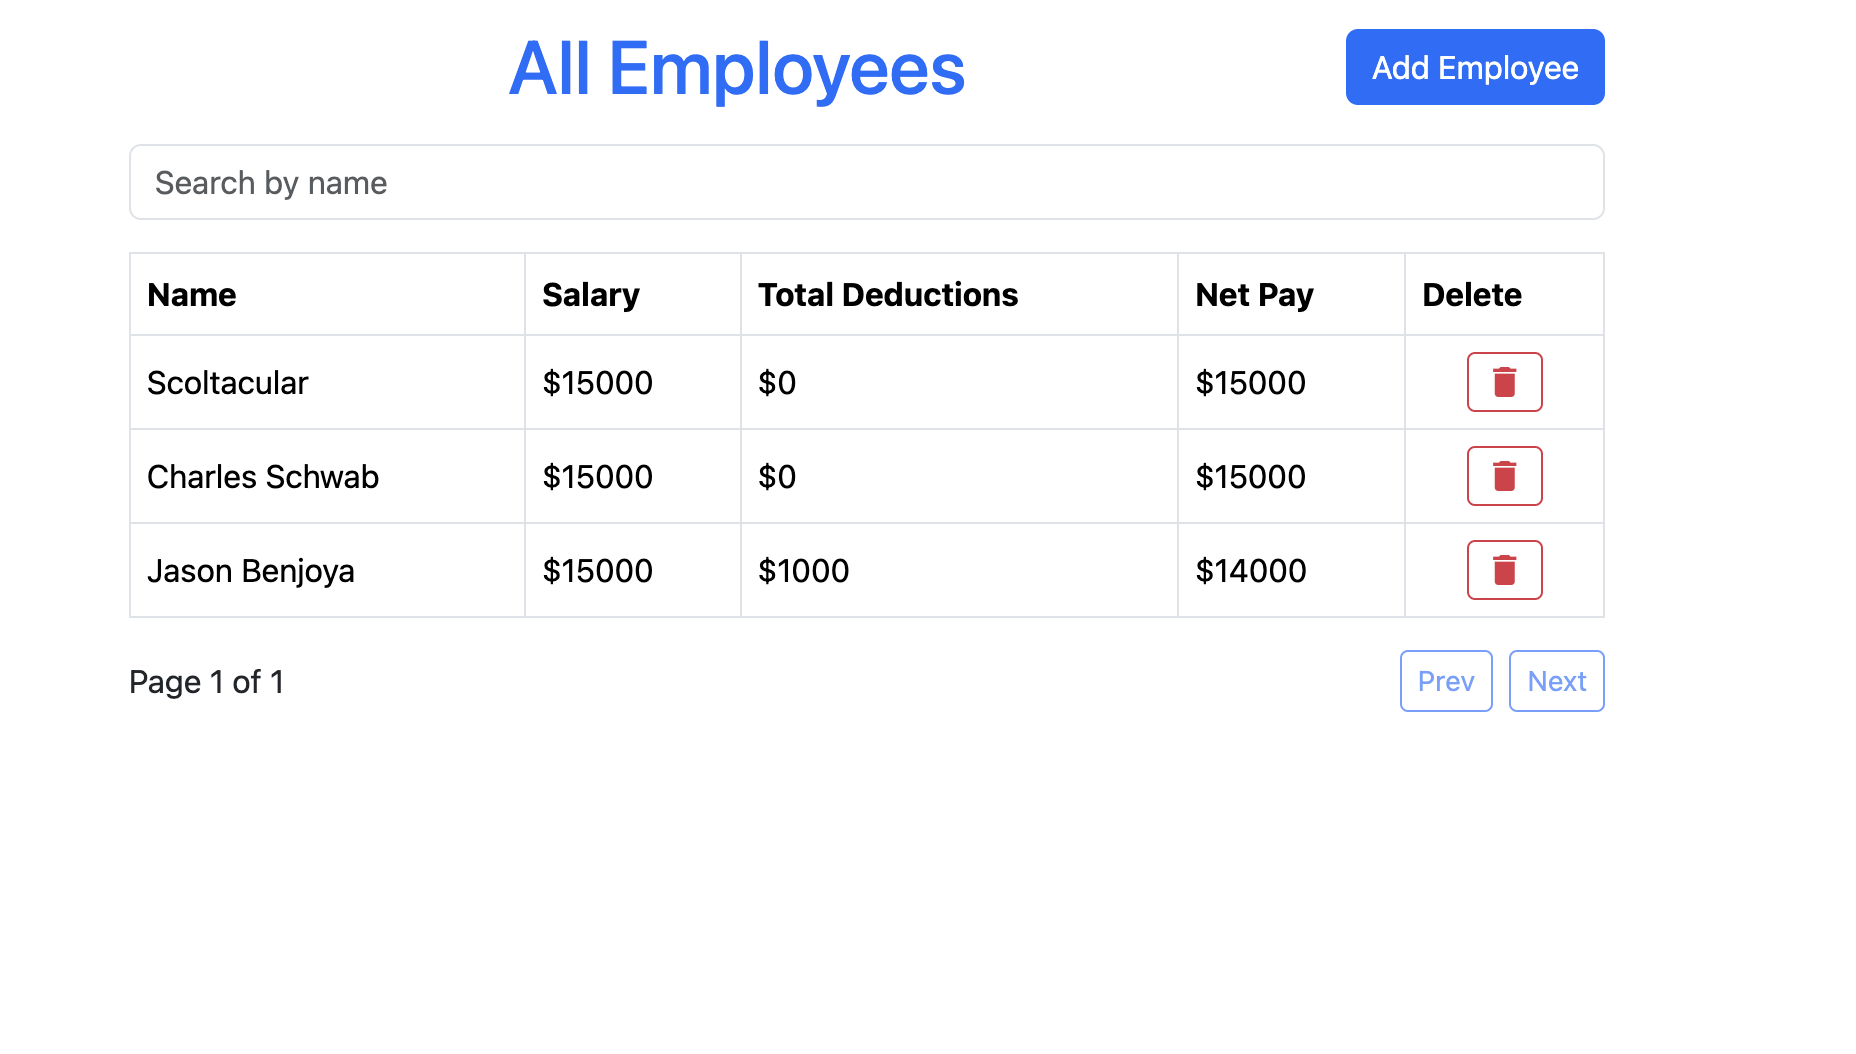 All Employees
Add Employee
Search by name
Name Salary Total Deductions Net Pay Delete
Scoltacular $15000 $0 $15000
Charles Schwab $15000 $0 $15000
Jason Benjoya $15000 $1000 $14000
Page 1 of 1
Prev Next